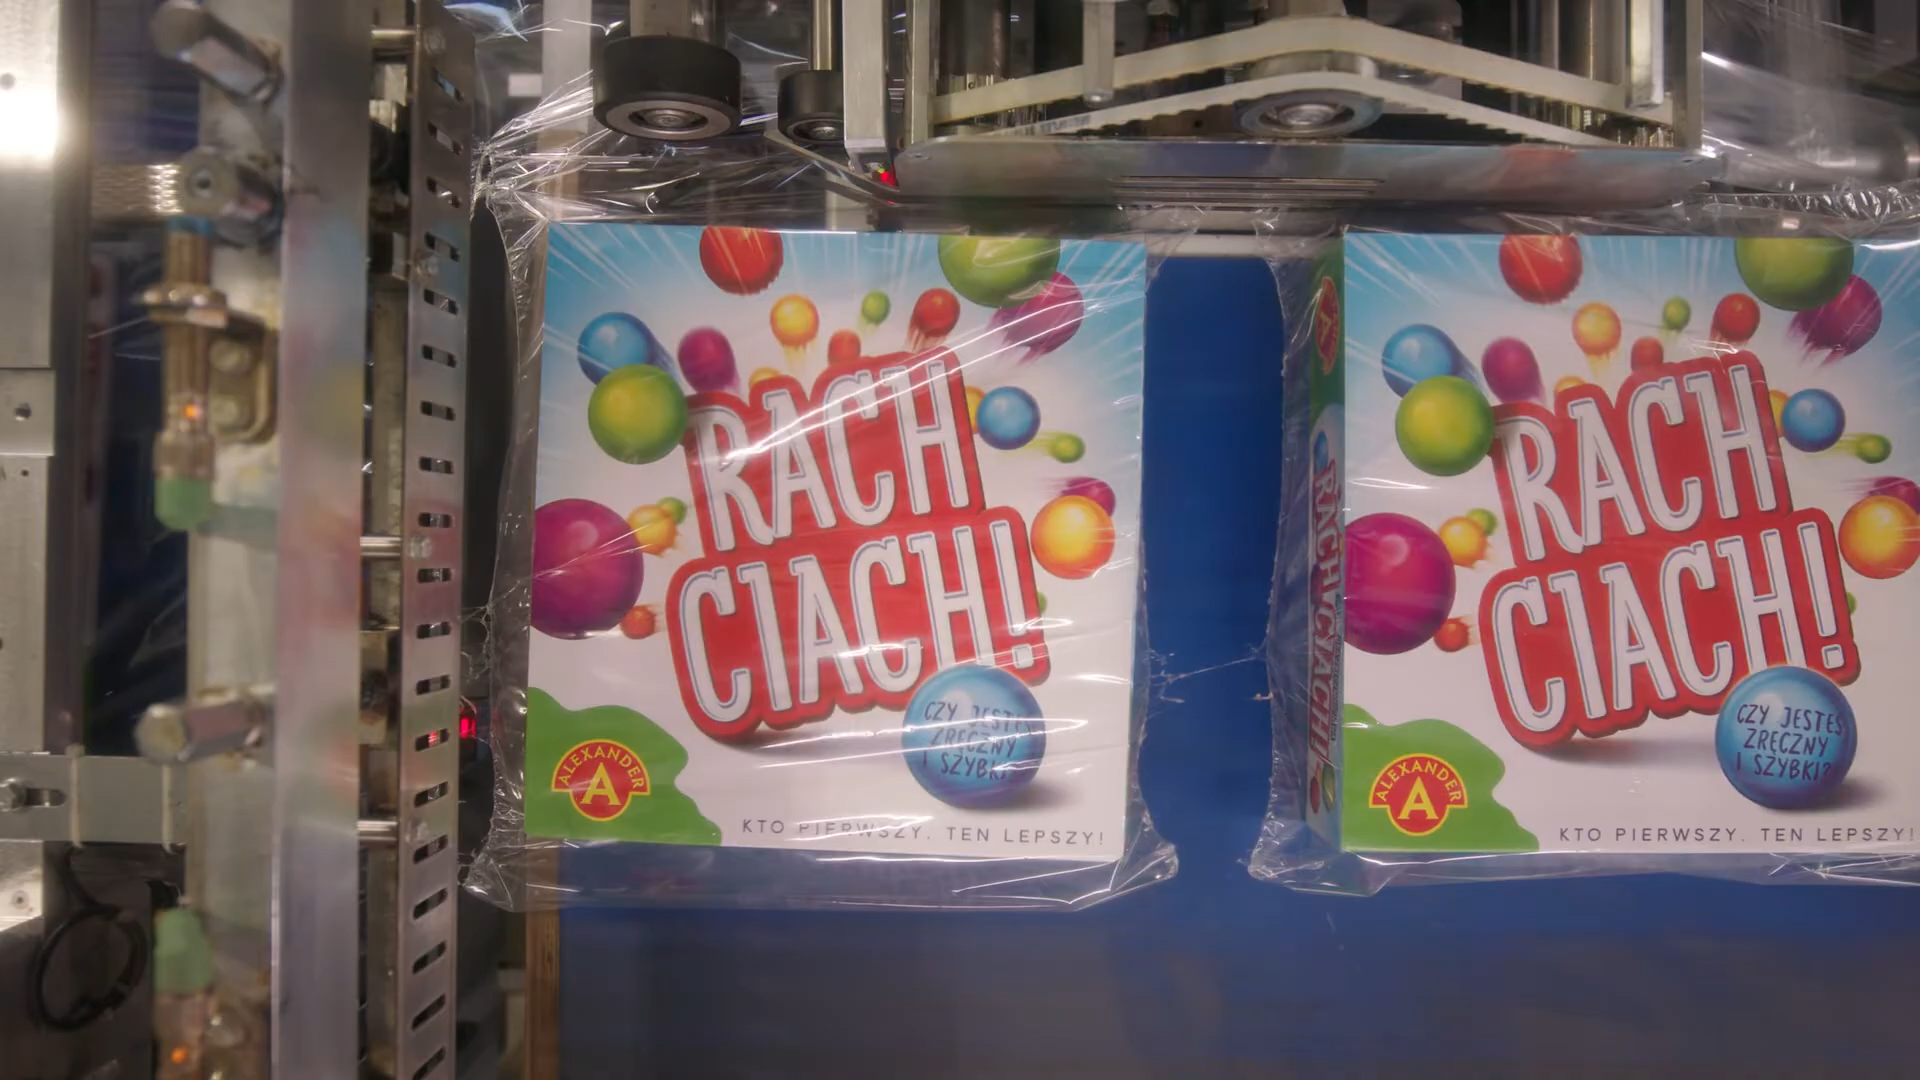 RACH
CIACH!
CZY JESTEŚ
ZRĘCZNY
I SZYBKI?
ALEXANDER
A
KTO PIERWSZY, TEN LEPSZY!
A
RACH CIACH!
RACH
CIACH!
CZY JESTEŚ
ZRĘCZNY
I SZYBKI?
ALEXANDER
A
KTO PIERWSZY, TEN LEPSZY!